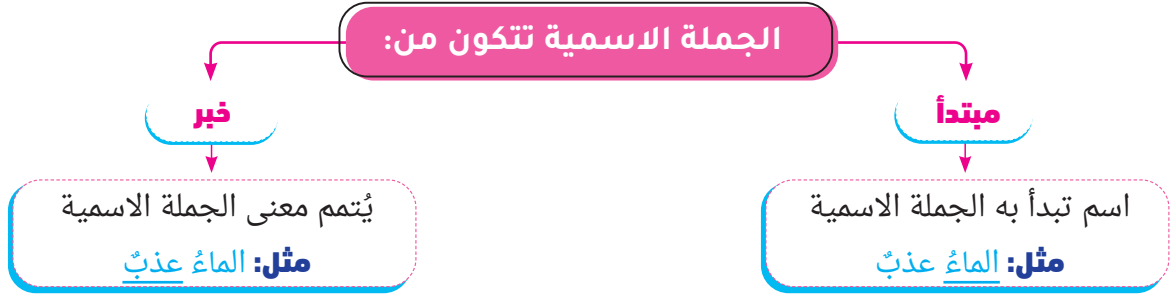 الجملة الاسمية تتكون من:
مبتدأ
اسم تبدأ به الجملة الاسمية
مثل: الماءُ عذبٌ
خبر
يُتمم معنى الجملة الاسمية
مثل: الماءُ عذبٌ